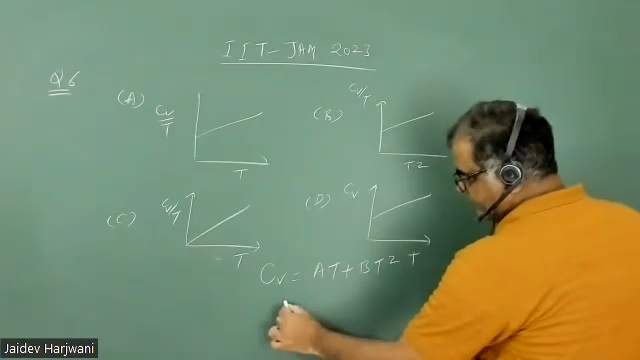 IIT-JAM 2023
Q6
(A) Cv/T T
(B) Cv/T T2
(C) Cv/T T
(D) Cv T
Cv = AT + BT2
Jaidev Harjwani